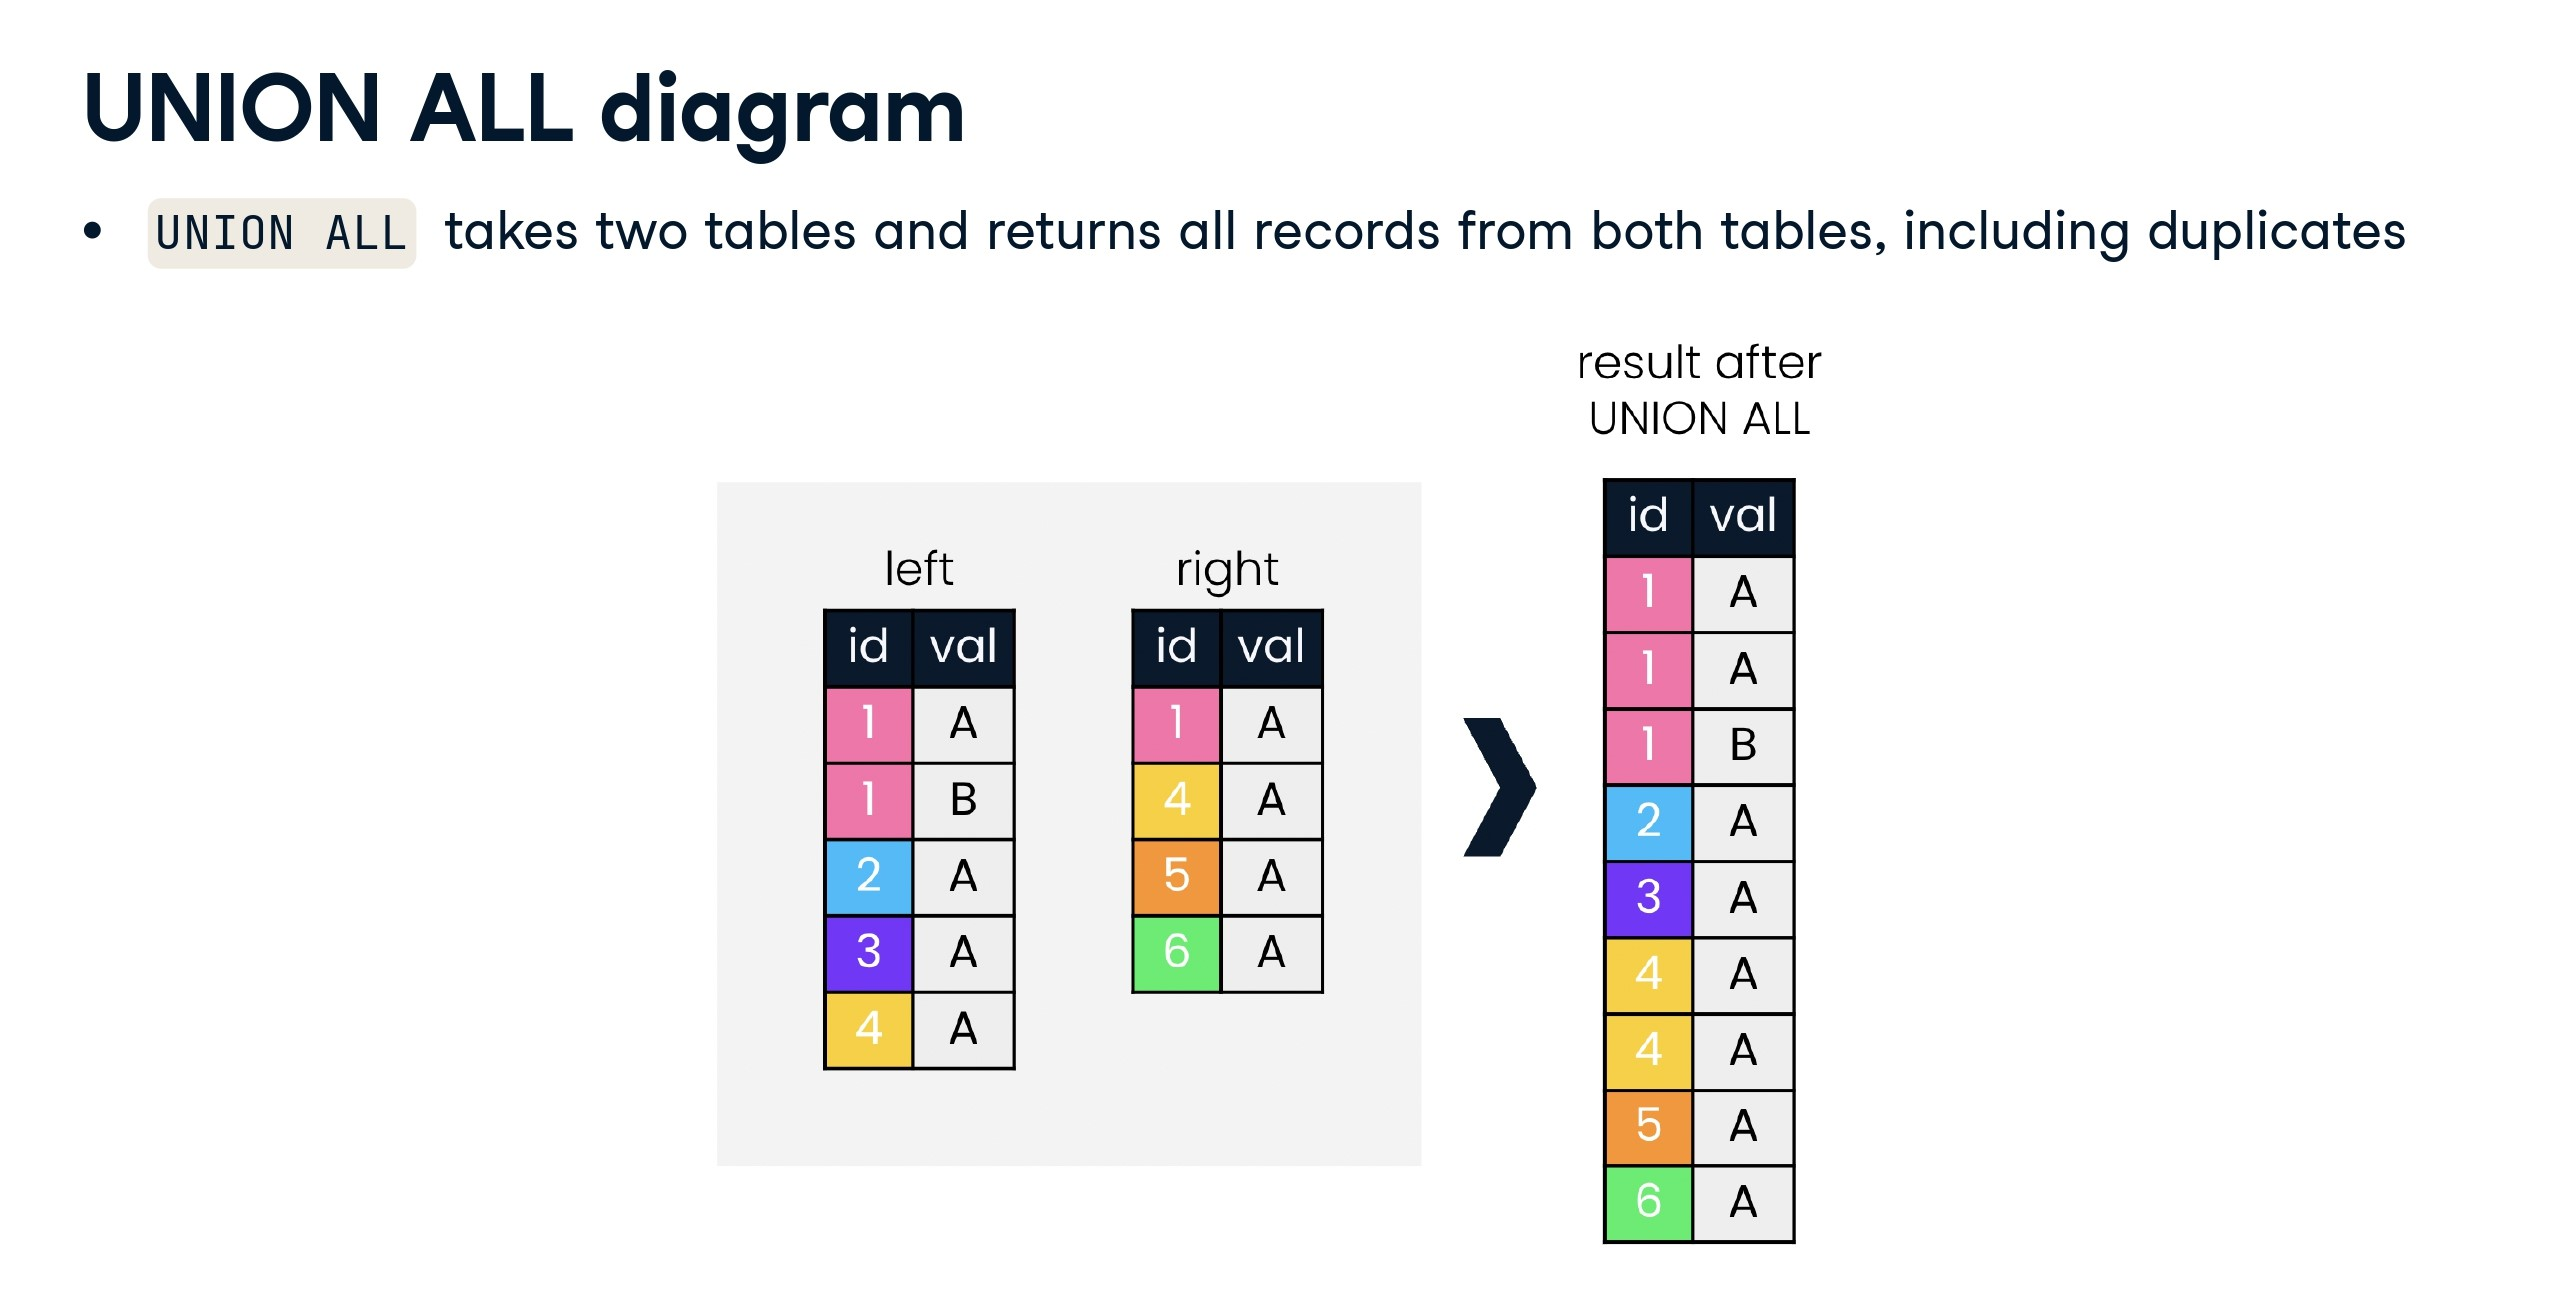 UNION ALL diagram
• UNION ALL takes two tables and returns all records from both tables, including duplicates
left
id val
1 A
1 B
2 A
3 A
4 A
right
id val
1 A
4 A
5 A
6 A
result after
UNION ALL
id val
1 A
1 A
1 B
2 A
3 A
4 A
4 A
5 A
6 A